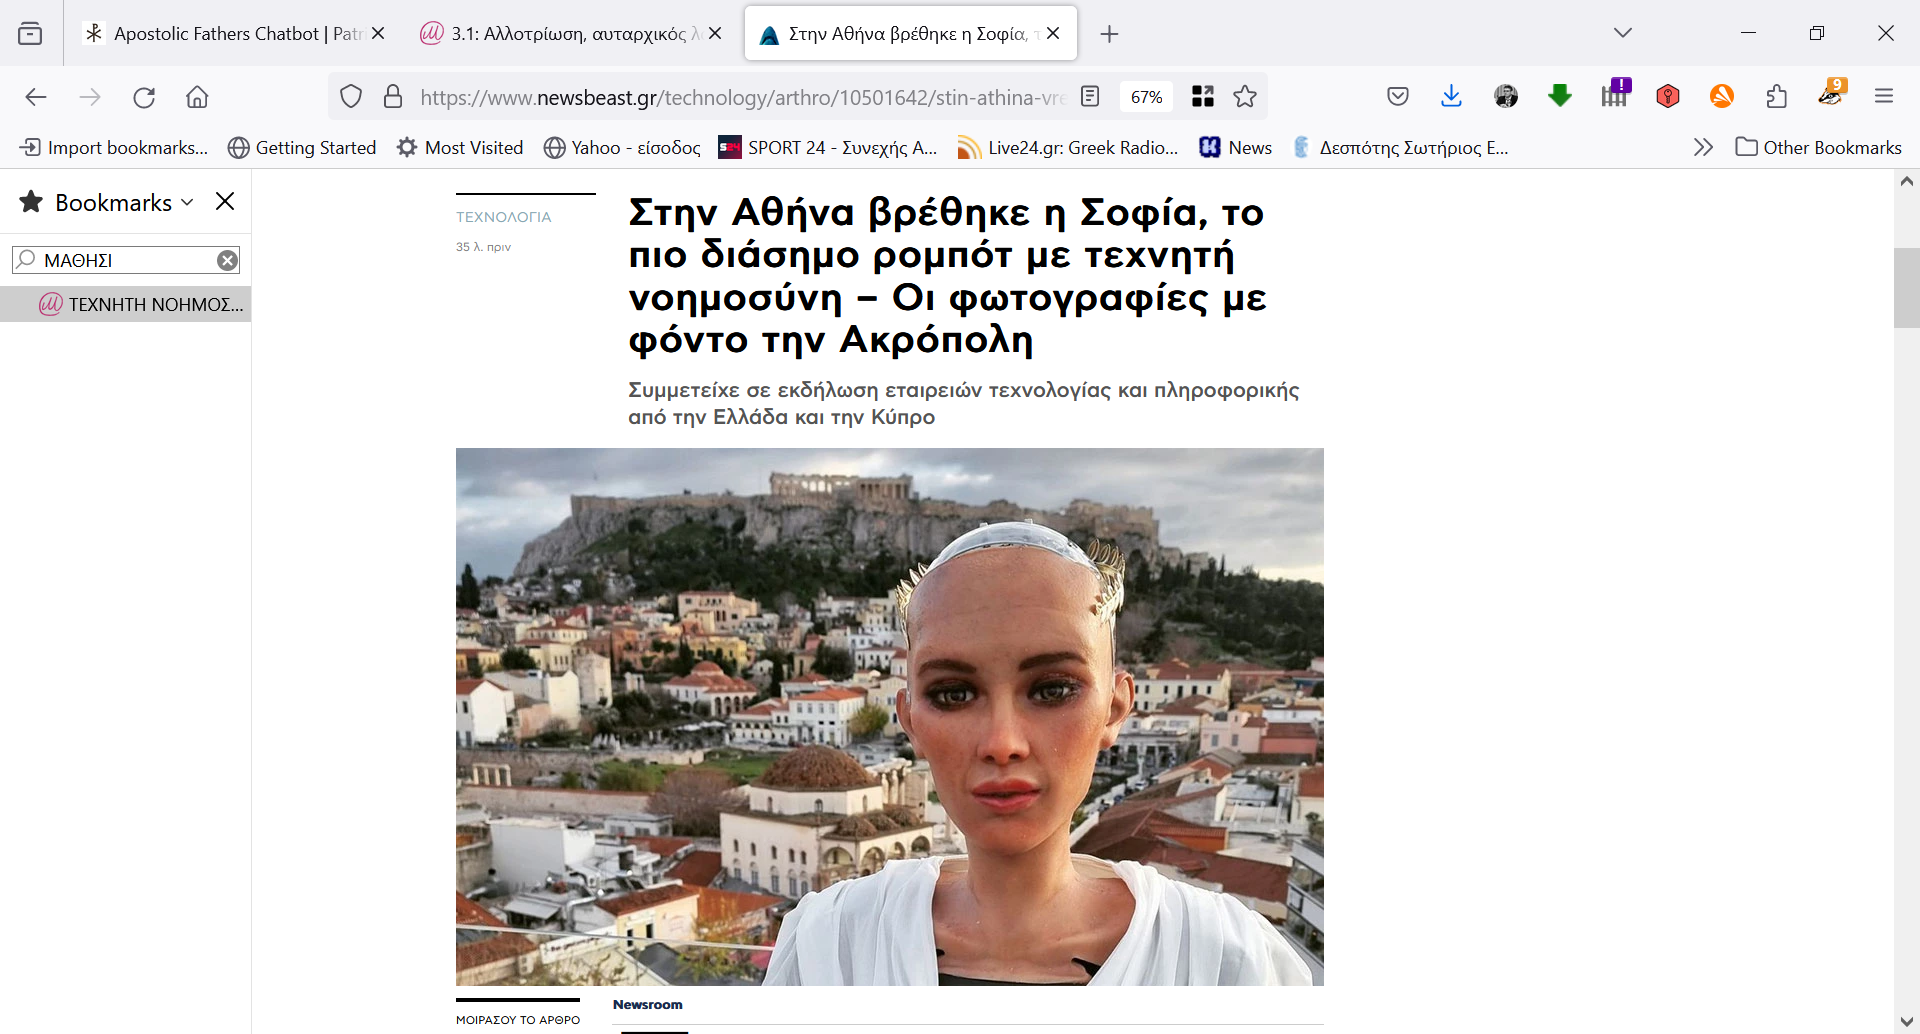 Apostolic Fathers Chatbot | Patri
3.1: Αλλοτρίωση, αυταρχικός λ
Στην Αθήνα βρέθηκε η Σοφία, τ
https://www.newsbeast.gr/technology/arthro/10501642/stin-athina-vre
67%
!
9
Import bookmarks...
Getting Started
Most Visited
Yahoo - είσοδος
S24
SPORT 24 - Συνεχής Α...
Live24.gr: Greek Radio...
News
Δεσπότης Σωτήριος Ε...
Other Bookmarks
Bookmarks
ΜΑΘΗΣΙ
ΤΕΧΝΗΤΗ ΝΟΗΜΟΣ...
ΤΕΧΝΟΛΟΓΙΑ
35 λ. πριν
Στην Αθήνα βρέθηκε η Σοφία, το
πιο διάσημο ρομπότ με τεχνητή
νοημοσύνη – Οι φωτογραφίες με
φόντο την Ακρόπολη
Συμμετείχε σε εκδήλωση εταιρειών τεχνολογίας και πληροφορικής
από την Ελλάδα και την Κύπρο
Newsroom
ΜΟΙΡΑΣΟΥ ΤΟ ΑΡΘΡΟ